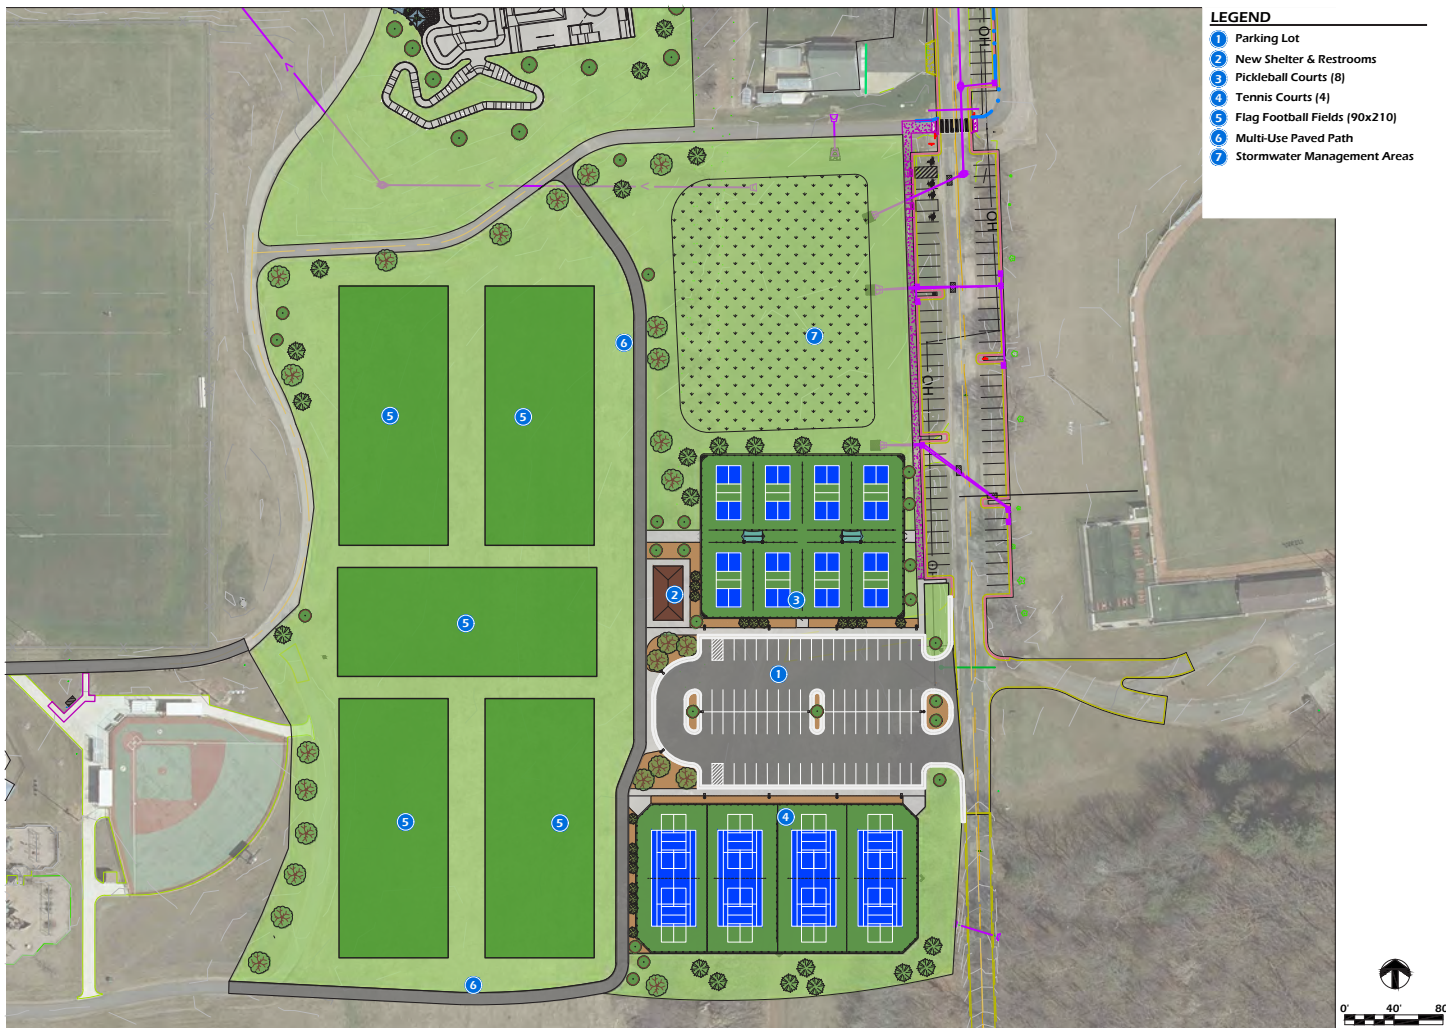 LEGEND
1 Parking Lot
2 New Shelter & Restrooms
3 Pickleball Courts (8)
4 Tennis Courts (4)
5 Flag Football Fields (90x210)
6 Multi-Use Paved Path
7 Stormwater Management Areas
OH
OH
7
6
OH
5
5
OH
2
3
5
1
4
5
5
6
0' 40' 80